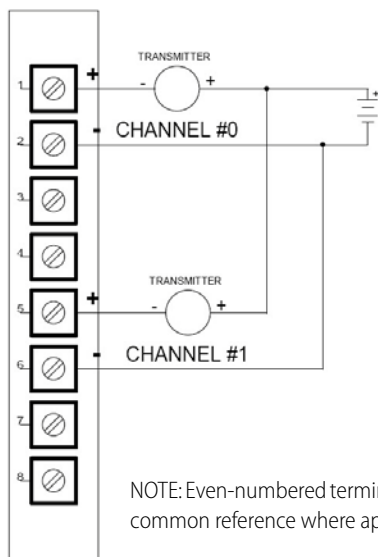 TRANSMITTER
1 + - + +
2 - CHANNEL #0
3
4
TRANSMITTER
5 + - +
6 - CHANNEL #1
7
8
NOTE: Even-numbered
common reference where